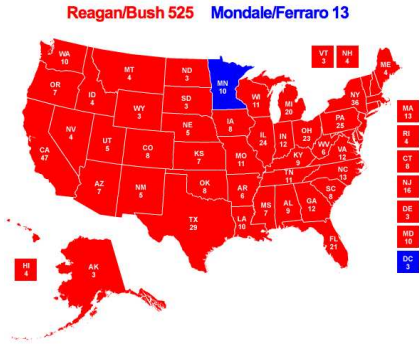 Reagan/Bush 525 Mondale/Ferraro 13
WA
10
OR
7
CA
47
NV
4
ID
4
MT
4
WY
3
UT
5
AZ
7
CO
8
NM
5
ND
3
SD
3
NE
5
KS
7
OK
8
TX
29
MN
10
IA
8
MO
11
AR
6
LA
10
WI
11
IL
24
MI
20
IN
12
OH
23
KY
9
TN
11
MS
7
AL
9
GA
12
FL
21
SC
8
NC
13
VA
12
WV
6
PA
25
NY
36
VT
3
NH
4
ME
4
MA
13
RI
4
CT
8
NJ
16
DE
3
MD
10
DC
3
HI
4
AK
3